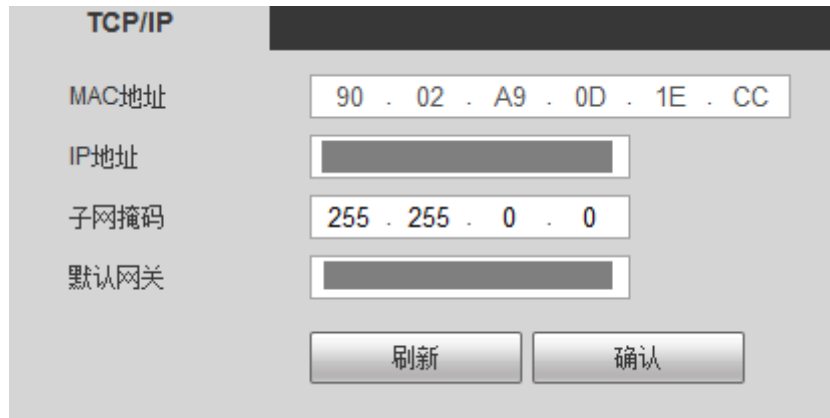 TCP/IP
MAC地址 90 . 02 . A9 . 0D . 1E . CC
IP地址
子网掩码 255 . 255 . 0 . 0
默认网关
刷新 确认